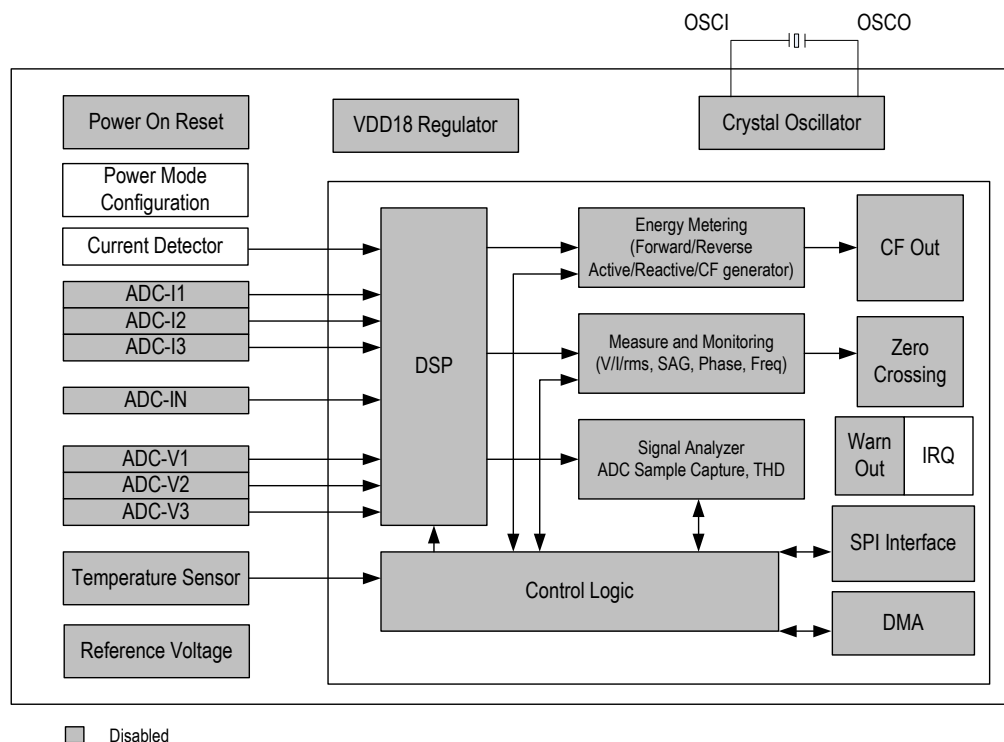 OSCI
OSCO
Power On Reset
VDD18 Regulator
Crystal Oscillator
Power Mode
Configuration
Current Detector
ADC-I1
ADC-I2
ADC-I3
ADC-IN
ADC-V1
ADC-V2
ADC-V3
Temperature Sensor
Reference Voltage
DSP
Energy Metering
(Forward/Reverse
Active/Reactive/CF generator)
CF Out
Measure and Monitoring
(V/I/rms, SAG, Phase, Freq)
Zero
Crossing
Signal Analyzer
ADC Sample Capture, THD
Warn
Out
IRQ
Control Logic
SPI Interface
DMA
Disabled